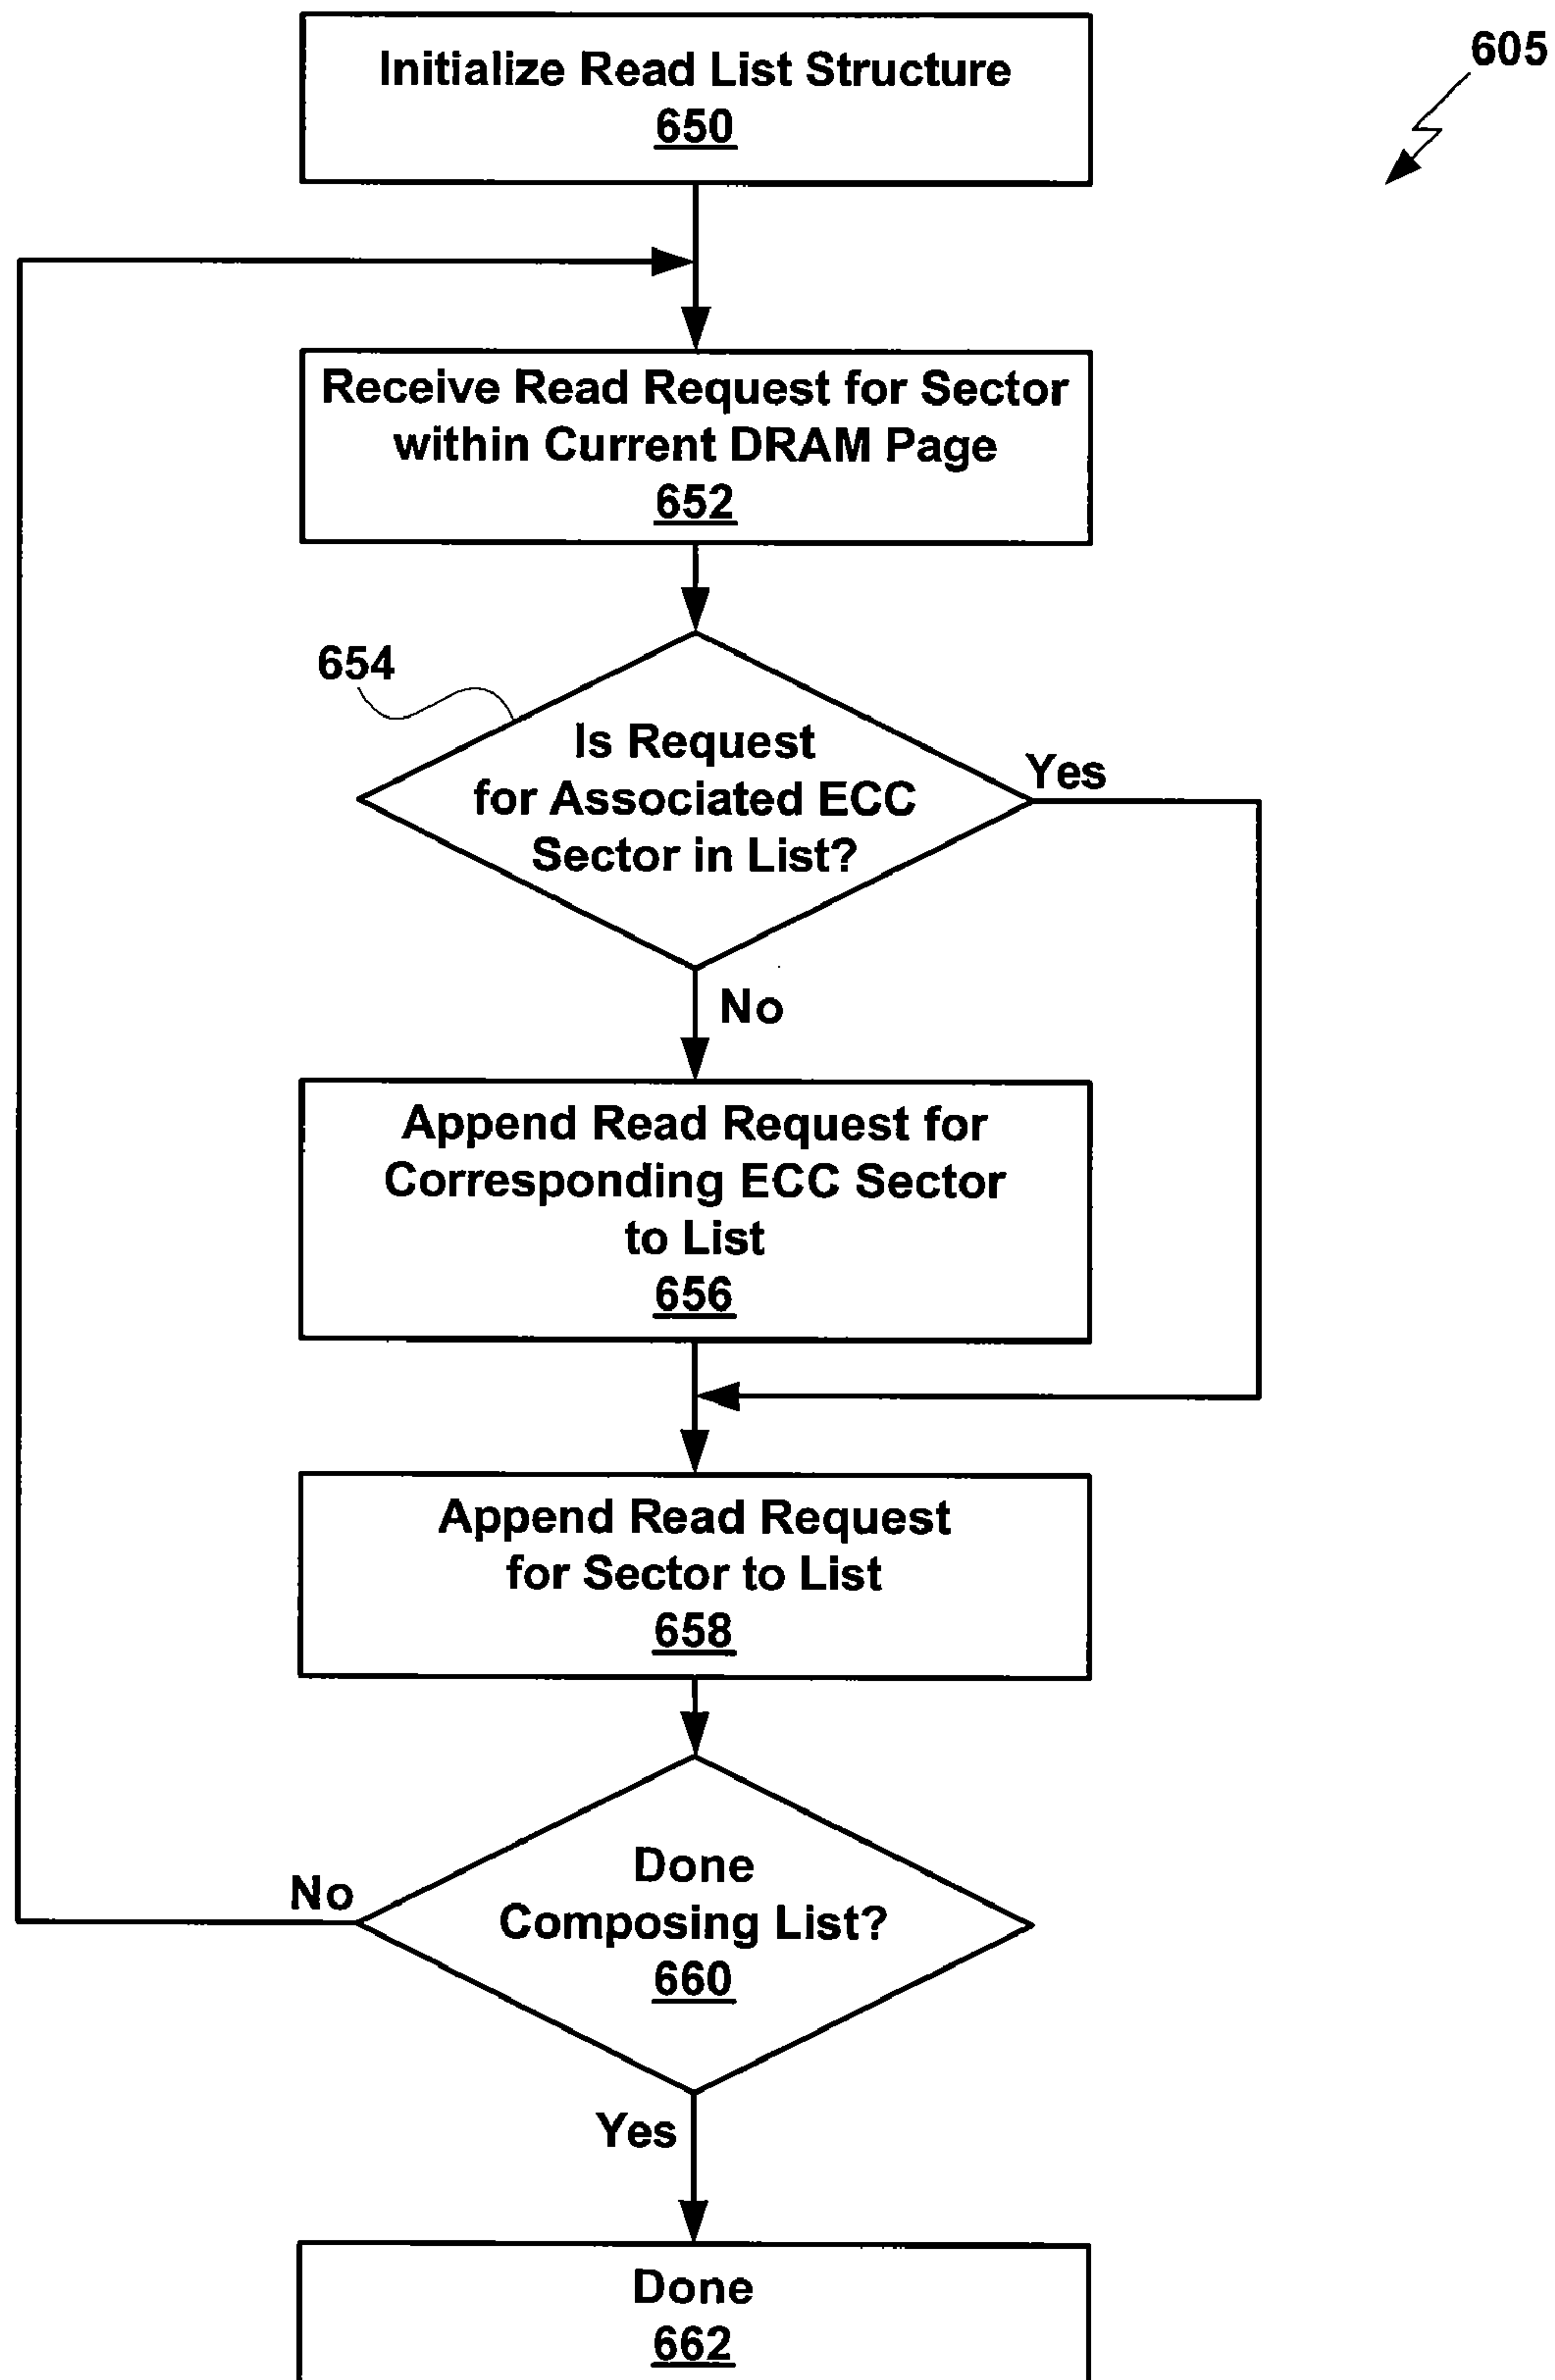 Initialize Read List Structure
650
605
Receive Read Request for Sector
within Current DRAM Page
652
654
Is Request
for Associated ECC
Sector in List?
Yes
No
Append Read Request for
Corresponding ECC Sector
to List
656
Append Read Request
for Sector to List
658
Done
Composing List?
660
No
Yes
Done
662